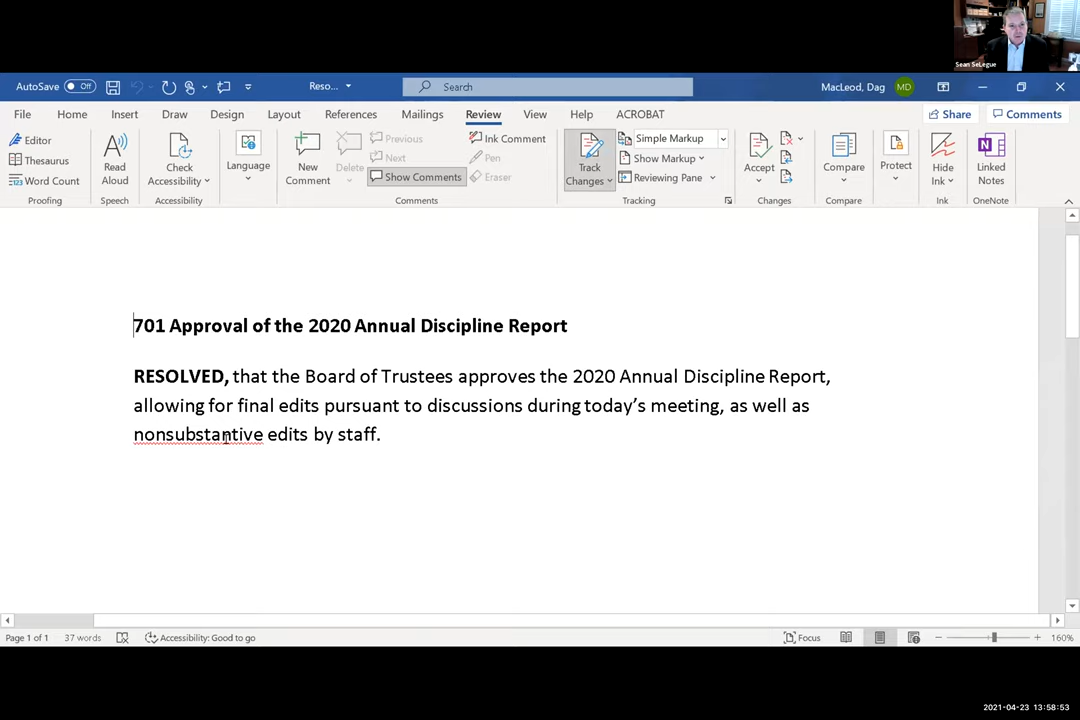 Sean SeLegue
AutoSave Off Reso... Search MacLeod, Dag MD
File Home Insert Draw Design Layout References Mailings Review View Help ACROBAT Share Comments
Editor
Thesaurus
Word Count
Proofing
Read Aloud
Speech
Check Accessibility
Accessibility
Language
New Comment
Delete
Previous
Next
Show Comments
Ink Comment
Pen
Eraser
Comments
Track Changes
Simple Markup
Show Markup
Reviewing Pane
Tracking
Accept
Changes
Compare
Compare
Protect
Hide Ink
Ink
Linked Notes
OneNote
701 Approval of the 2020 Annual Discipline Report
RESOLVED, that the Board of Trustees approves the 2020 Annual Discipline Report,
allowing for final edits pursuant to discussions during today’s meeting, as well as
nonsubstantive edits by staff.
Page 1 of 1 37 words Accessibility: Good to go Focus 160%
2021-04-23 13:58:53